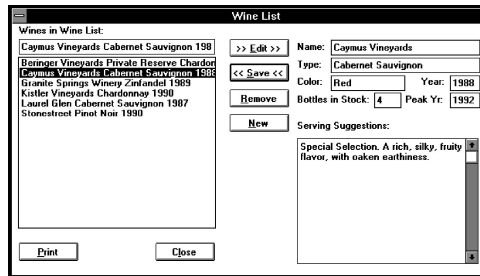 Wine List
Wines in Wine List:
Caymus Vineyards Cabernet Sauvignon 198
Beringer Vineyards Private Reserve Chardon
Caymus Vineyards Cabernet Sauvignon 1988
Granite Springs Winery Zinfandel 1989
Kistler Vineyards Chardonnay 1990
Laurel Glen Cabernet Sauvignon 1987
Stonestreet Pinot Noir 1990
>> Edit >>
<< Save <<
Remove
New
Print
Close
Name: Caymus Vineyards
Type: Cabernet Sauvignon
Color: Red Year: 1988
Bottles in Stock: 4 Peak Yr: 1992
Serving Suggestions:
Special Selection. A rich, silky, fruity
flavor, with oaken earthiness.